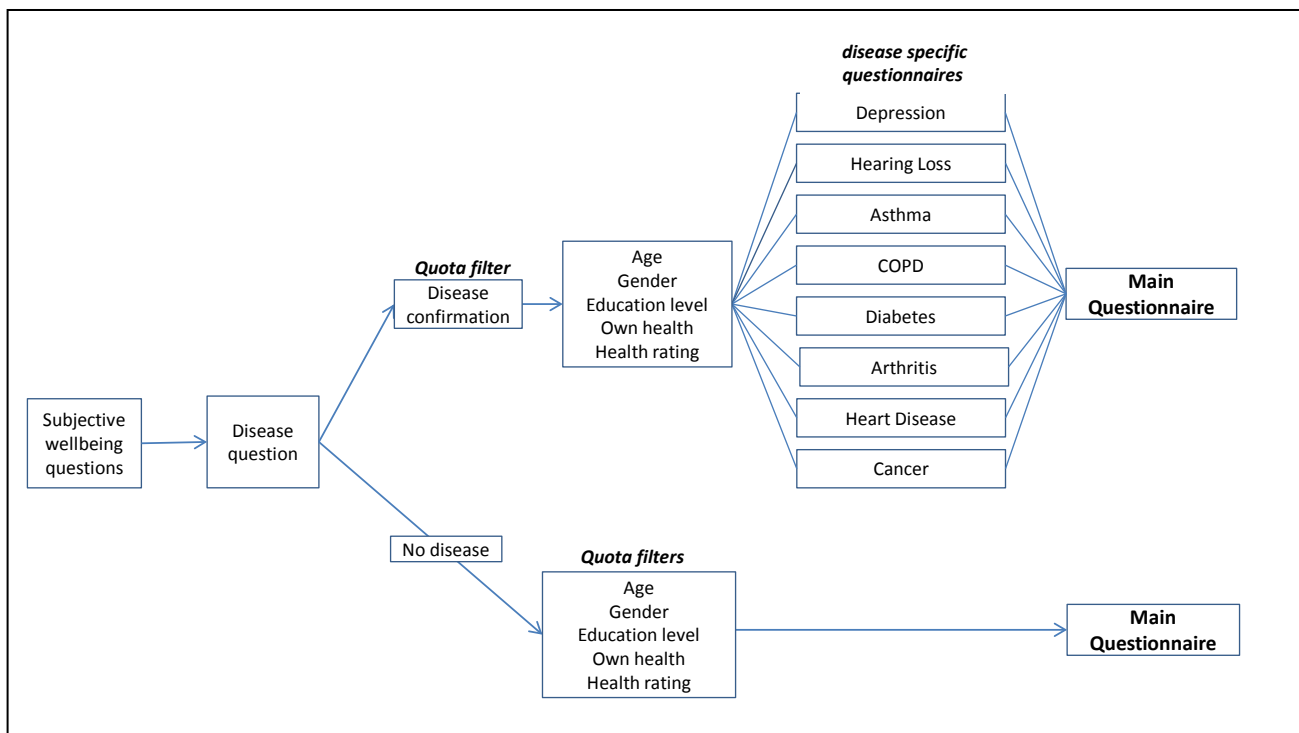 disease specific
questionnaires
Depression
Hearing Loss
Asthma
COPD
Diabetes
Arthritis
Heart Disease
Cancer
Quota filter
Disease
confirmation
Age
Gender
Education level
Own health
Health rating
Main
Questionnaire
Subjective
wellbeing
questions
Disease
question
No disease
Quota filters
Age
Gender
Education level
Own health
Health rating
Main
Questionnaire